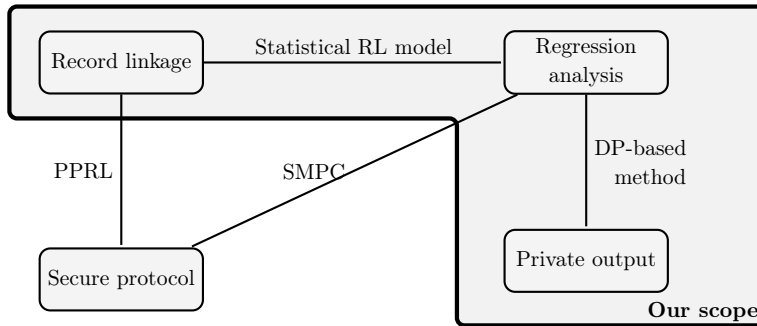 Record linkage
Statistical RL model
Regression
analysis
PPRL
SMPC
DP-based
method
Secure protocol
Private output
Our scope